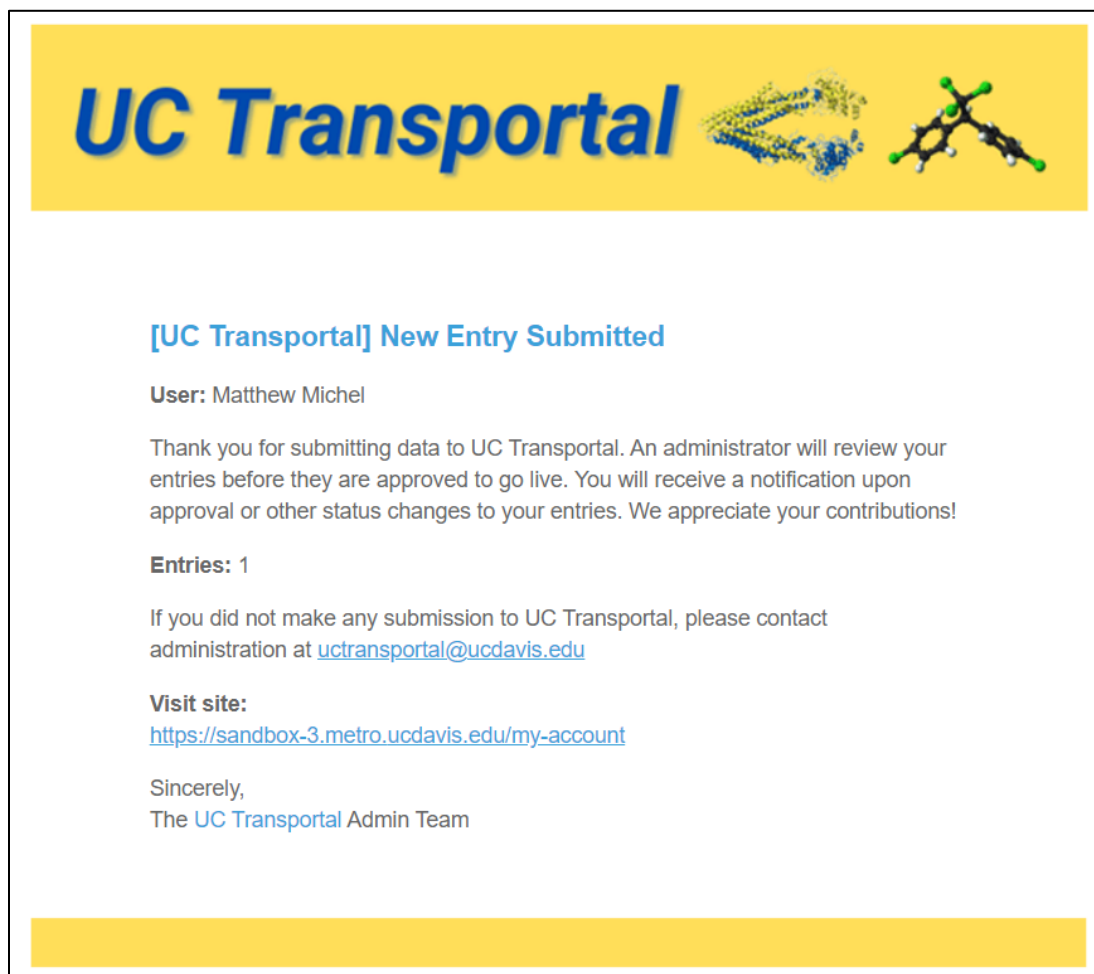 UC Transportal
[UC Transportal] New Entry Submitted
User: Matthew Michel
Thank you for submitting data to UC Transportal. An administrator will review your
entries before they are approved to go live. You will receive a notification upon
approval or other status changes to your entries. We appreciate your contributions!
Entries: 1
If you did not make any submission to UC Transportal, please contact
administration at uctransportal@ucdavis.edu
Visit site:
https://sandbox-3.metro.ucdavis.edu/my-account
Sincerely,
The UC Transportal Admin Team